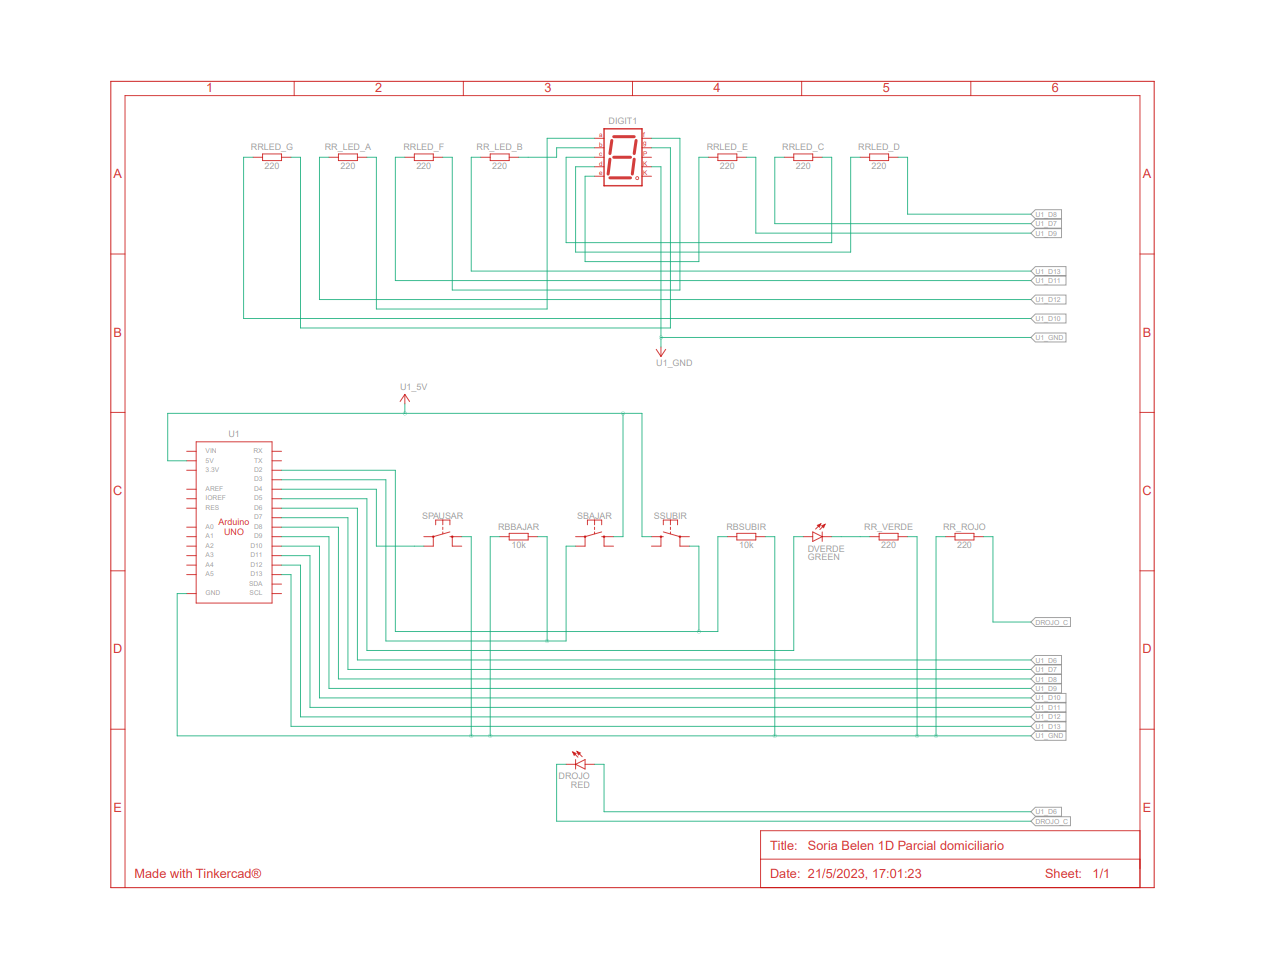 1 2 3 4 5 6
DIGIT1
RRLED_G RR_LED_A RRLED_F RR_LED_B RRLED_E RRLED_C RRLED_D
220 220 220 220 220 220 220
a
b
c
d
e
f
g
P
K
K
A A
U1_D8
U1_D7
U1_D9
U1_D13
U1_D11
U1_D12
U1_D10
B B
U1_GND
U1_GND
U1_5V
U1
VIN RX
5V TX
3.3V D2
D3
AREF D4
IOREF D5
RES D6
D7
A0 D8
A1 D9
A2 D10
A3 D11
A4 D12
A5 D13
SDA
GND SCL
Arduino
UNO
C C
SPAUSAR SBAJAR SSUBIR
RBBAJAR RBSUBIR RR_VERDE RR_ROJO
10k 10k 220 220
DVERDE
GREEN
DROJO_C
D D
U1_D6
U1_D7
U1_D8
U1_D9
U1_D10
U1_D11
U1_D12
U1_D13
U1_GND
DROJO
RED
E E
U1_D6
DROJO_C
Title: Soria Belen 1D Parcial domiciliario
Made with Tinkercad® Date: 21/5/2023, 17:01:23 Sheet: 1/1